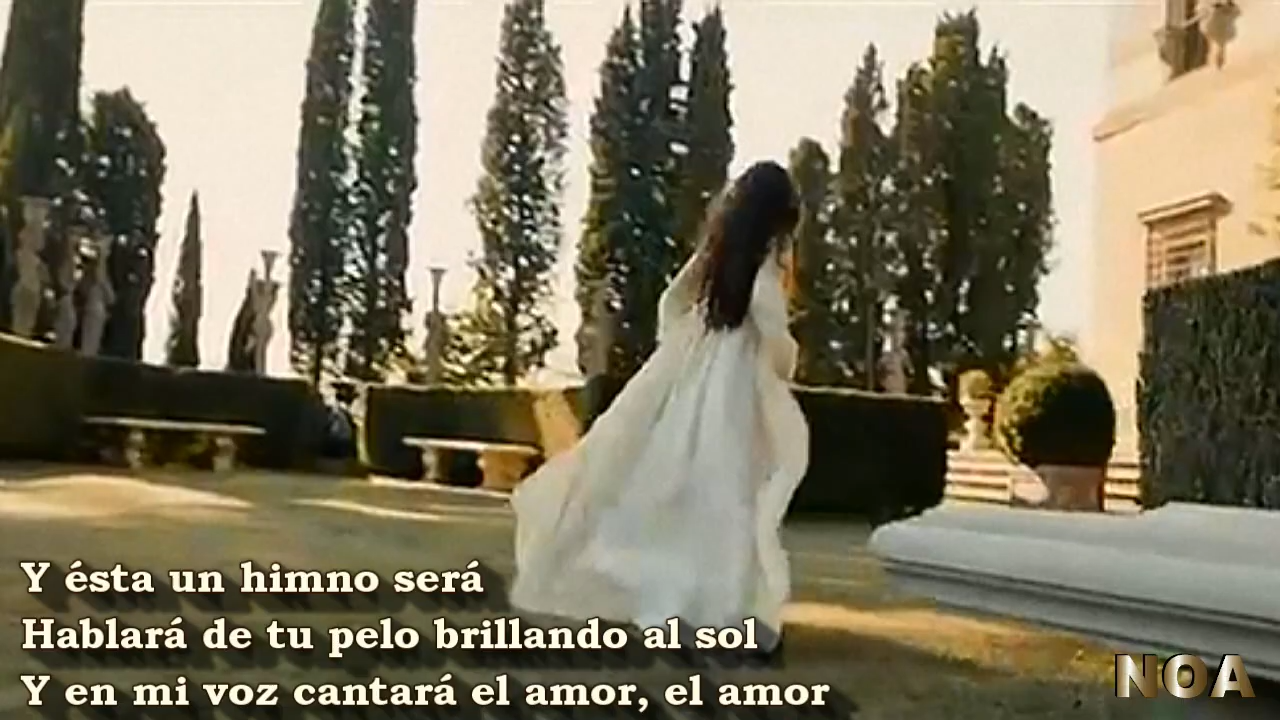 Y ésta un himno será
Hablará de tu pelo brillando al sol
Y en mi voz cantará el amor, el amor
NOA